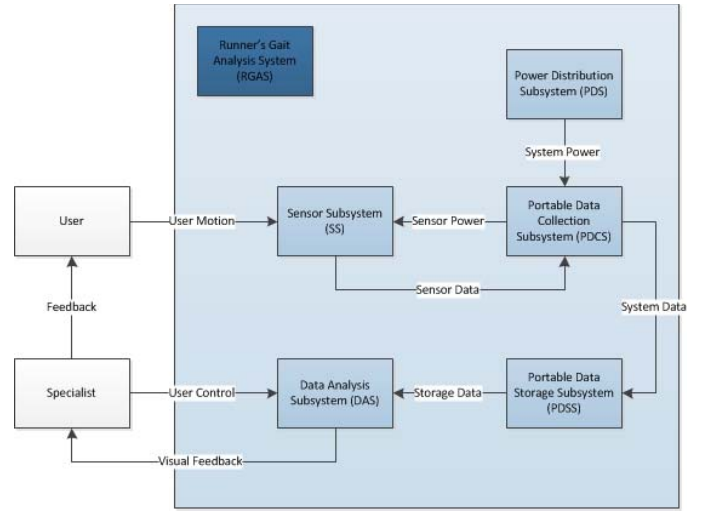 Runner's Gait
Analysis System
(RGAS)
Power Distribution
Subsystem (PDS)
System Power
User
User Motion
Sensor Subsystem
(SS)
Sensor Power
Portable Data
Collection
Subsystem (PDCS)
Sensor Data
Feedback
System Data
Specialist
User Control
Data Analysis
Subsystem (DAS)
Storage Data
Portable Data
Storage Subsystem
(PDSS)
Visual Feedback